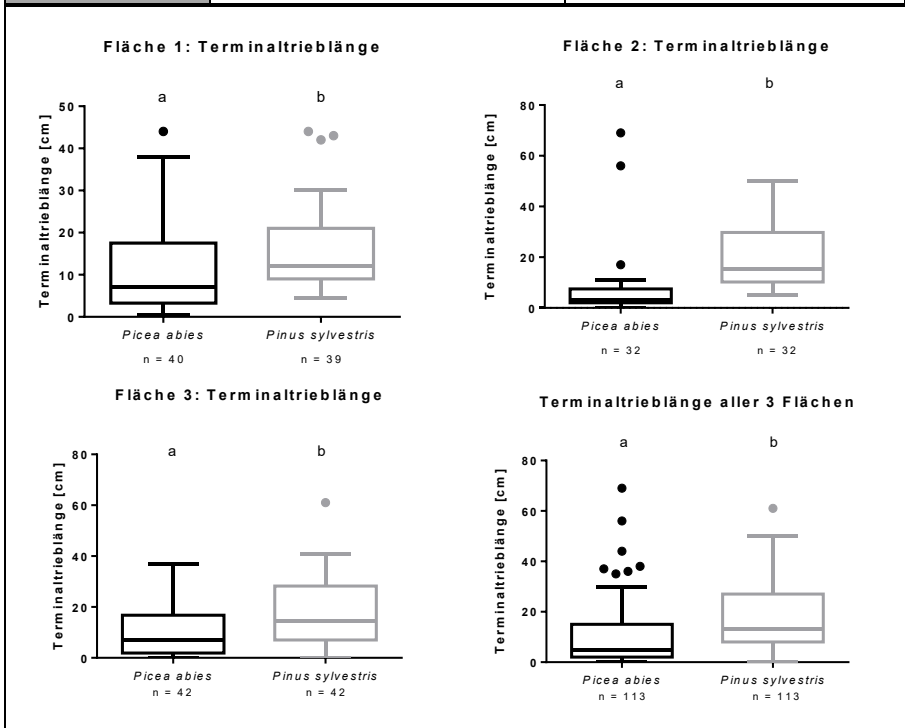 Fläche 1: Terminaltrieblänge
a b
Terminaltrieblänge [cm]
50
40
30
20
10
0
Picea abies Pinus sylvestris
n = 40 n = 39
Fläche 2: Terminaltrieblänge
a b
Terminaltrieblänge [cm]
80
60
40
20
0
Picea abies Pinus sylvestris
n = 32 n = 32
Fläche 3: Terminaltrieblänge
a b
Terminaltrieblänge [cm]
80
60
40
20
0
Picea abies Pinus sylvestris
n = 42 n = 42
Terminaltrieblänge aller 3 Flächen
a b
Terminaltrieblänge [cm]
80
60
40
20
0
Picea abies Pinus sylvestris
n = 113 n = 113